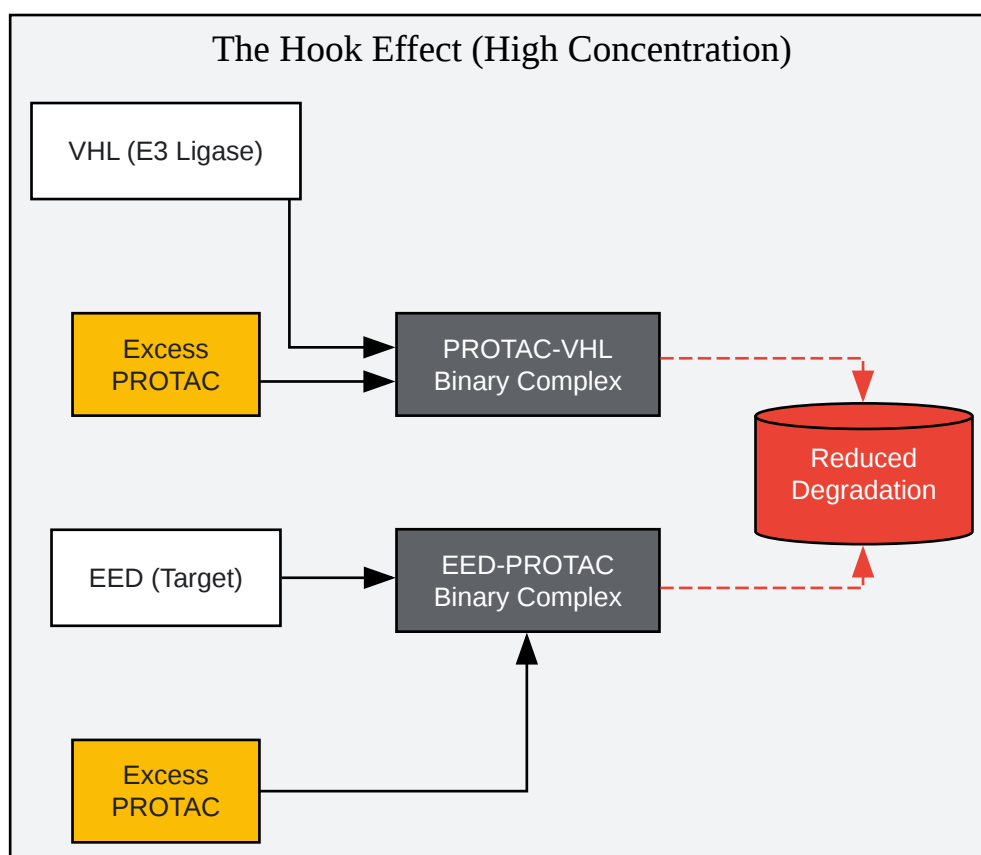 The Hook Effect (High Concentration)
VHL (E3 Ligase)
Excess
PROTAC
PROTAC-VHL
Binary Complex
Reduced
Degradation
EED (Target)
EED-PROTAC
Binary Complex
Excess
PROTAC